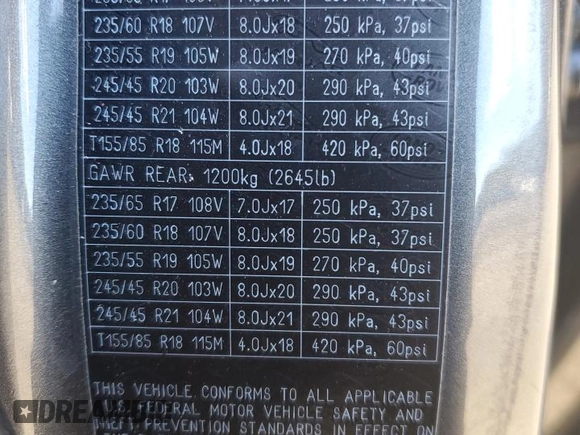 235/60 R18 107V 8.0Jx18 250 kPa, 37psi
235/55 R19 105W 8.0Jx19 270 kPa, 40psi
245/45 R20 103W 8.0Jx20 290 kPa, 43psi
245/45 R21 104W 8.0Jx21 290 kPa, 43psi
T155/85 R18 115M 4.0Jx18 420 kPa, 60psi
GAWR REAR: 1200kg (2645lb)
235/65 R17 108V 7.0Jx17 250 kPa, 37psi
235/60 R18 107V 8.0Jx18 250 kPa, 37psi
235/55 R19 105W 8.0Jx19 270 kPa, 40psi
245/45 R20 103W 8.0Jx20 290 kPa, 43psi
245/45 R21 104W 8.0Jx21 290 kPa, 43psi
T155/85 R18 115M 4.0Jx18 420 kPa, 60psi
THIS VEHICLE CONFORMS TO ALL APPLICABLE
U.S. FEDERAL MOTOR VEHICLE SAFETY AND
THEFT PREVENTION STANDARDS IN EFFECT ON